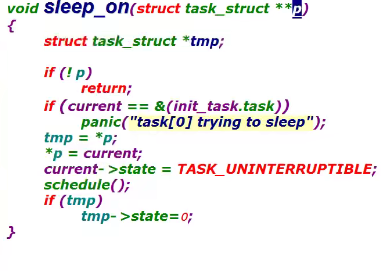 void sleep_on(struct task_struct **p)
{
struct task_struct *tmp;
if (! p)
return;
if (current == &(init_task.task))
panic("task[0] trying to sleep");
tmp = *p;
*p = current;
current->state = TASK_UNINTERRUPTIBLE;
schedule();
if (tmp)
tmp->state=0;
}